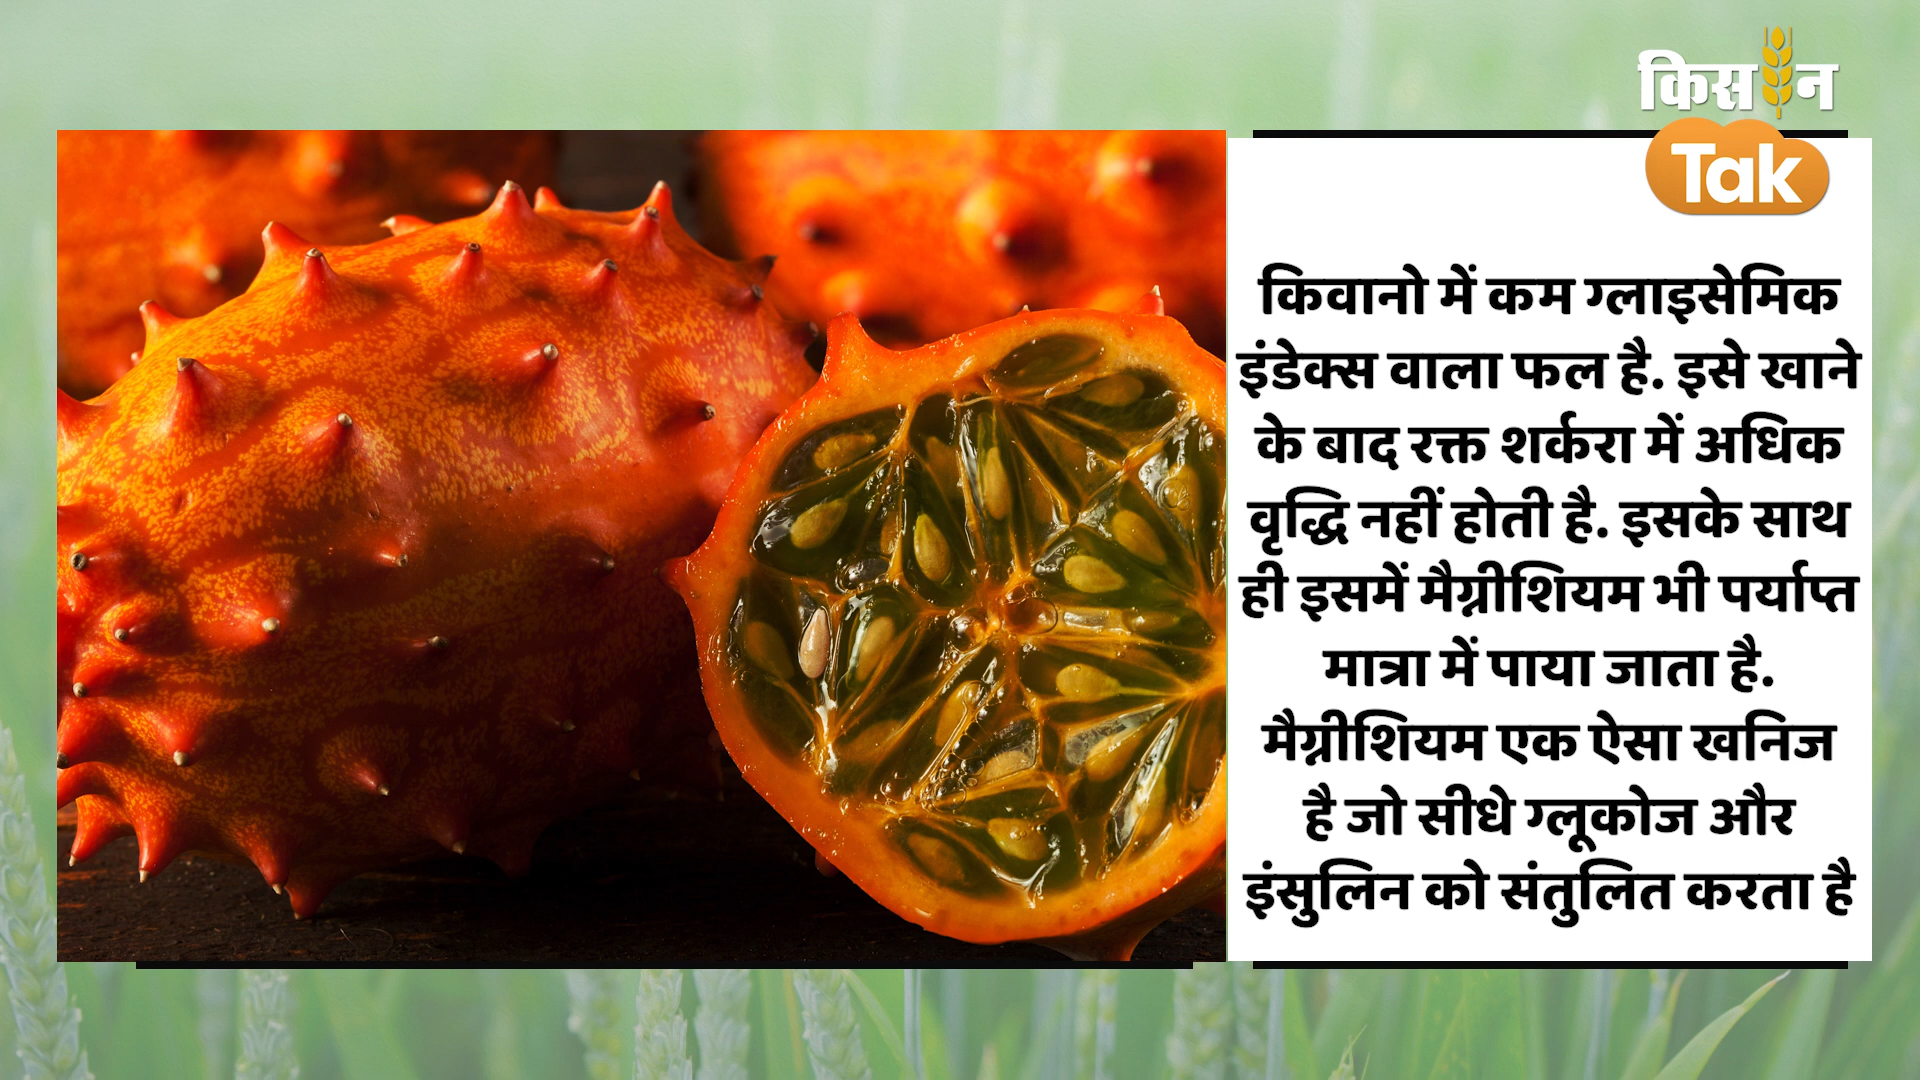 किसान
Tak
किवानो में कम ग्लाइसेमिक
इंडेक्स वाला फल है. इसे खाने
के बाद रक्त शर्करा में अधिक
वृद्धि नहीं होती है. इसके साथ
ही इसमें मैग्नीशियम भी पर्याप्त
मात्रा में पाया जाता है.
मैग्नीशियम एक ऐसा खनिज
है जो सीधे ग्लूकोज और
इंसुलिन को संतुलित करता है